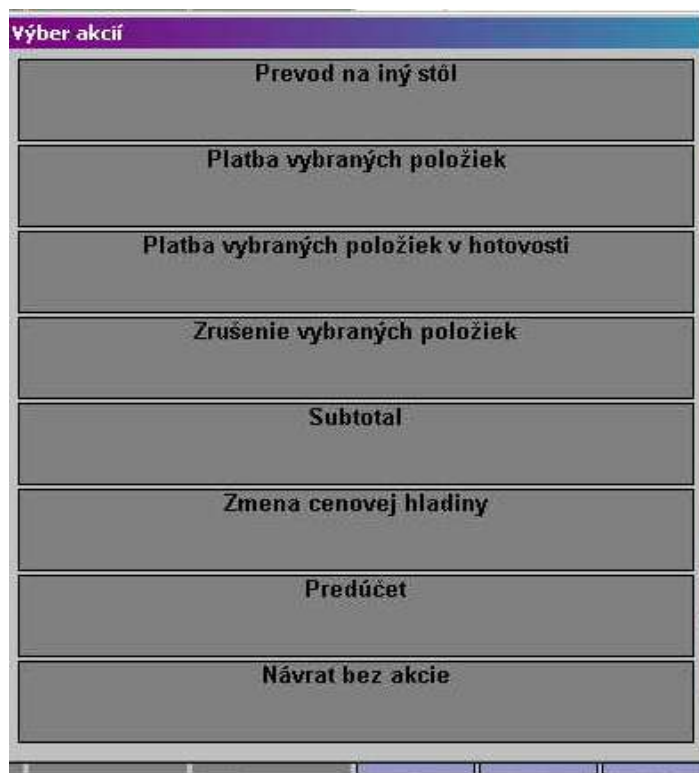 Výber akcií
Prevod na iný stôl
Platba vybraných položiek
Platba vybraných položiek v hotovosti
Zrušenie vybraných položiek
Subtotal
Zmena cenovej hladiny
Predúčet
Návrat bez akcie